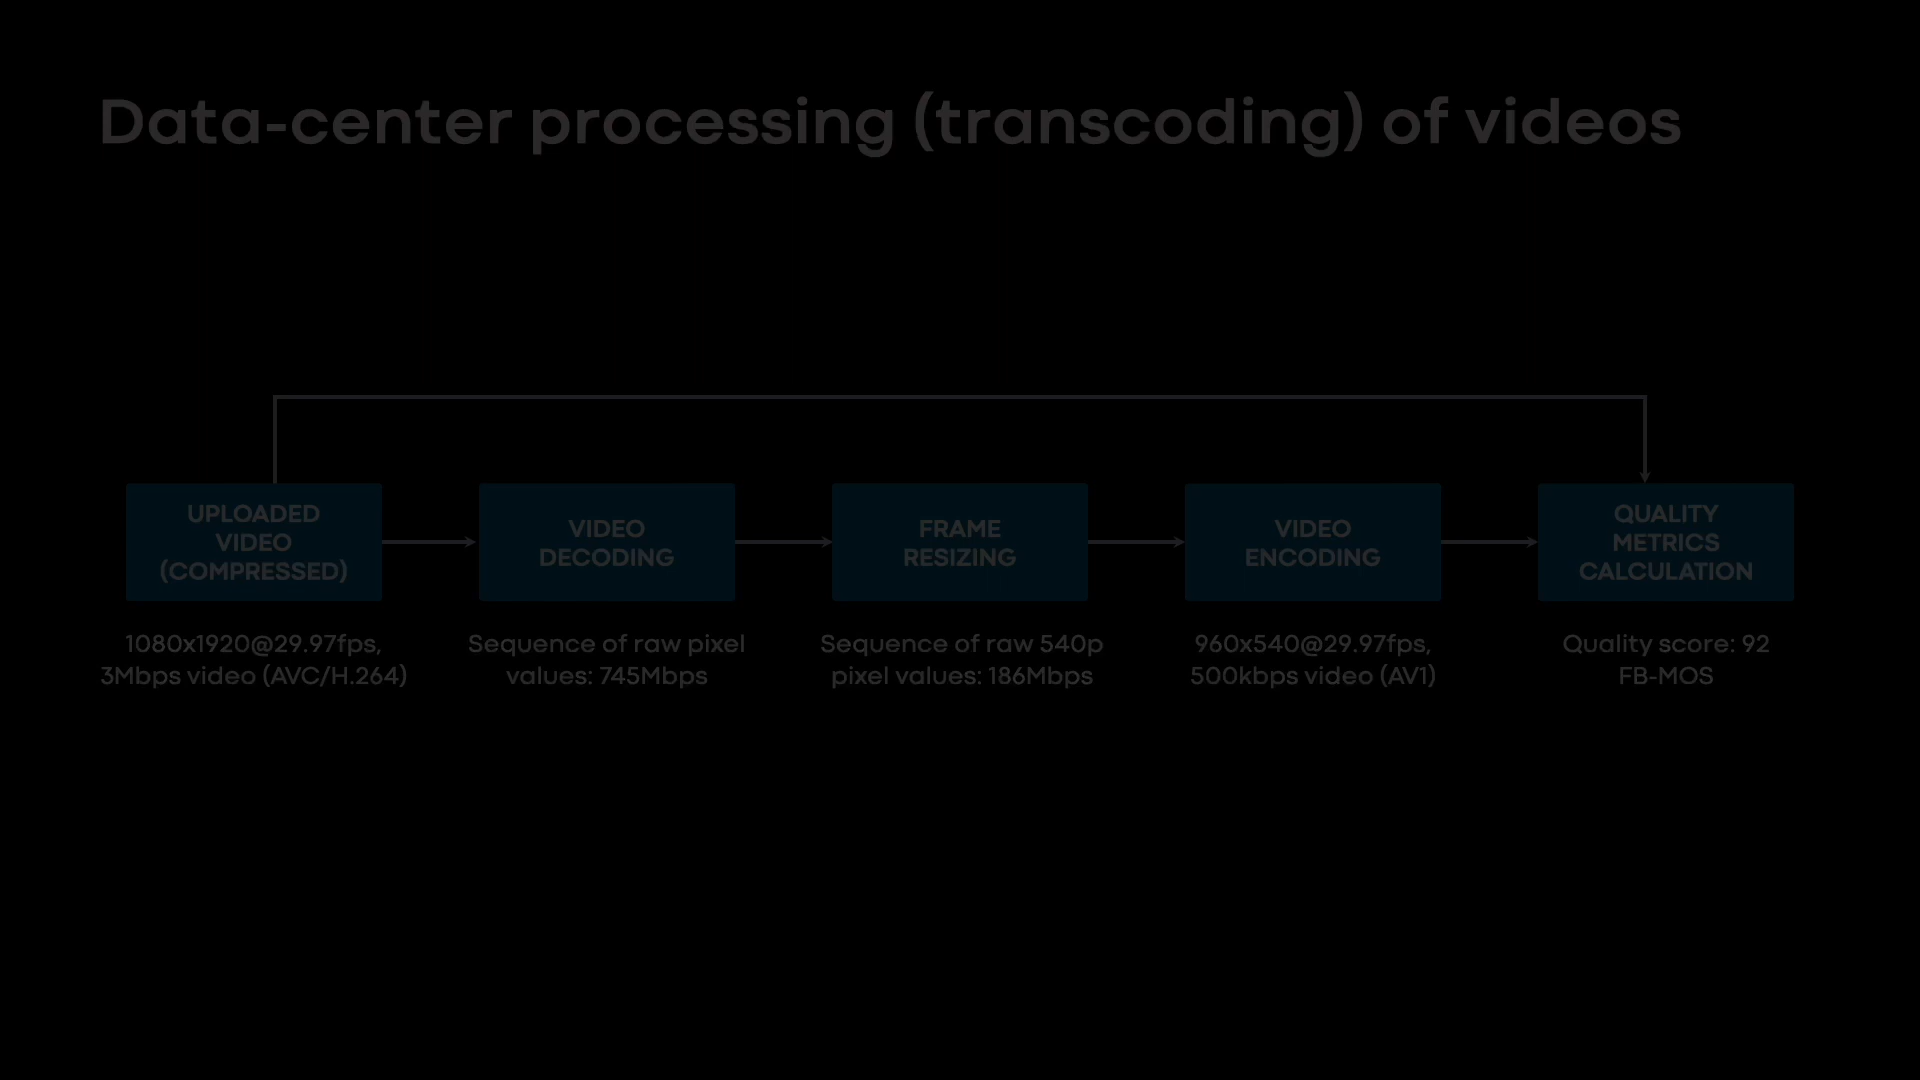 Data-center processing (transcoding) of videos
UPLOADED
VIDEO
(COMPRESSED)
VIDEO
DECODING
FRAME
RESIZING
VIDEO
ENCODING
QUALITY
METRICS
CALCULATION
1080x1920@29.97fps,
3Mbps video (AVC/H.264)
Sequence of raw pixel
values: 745Mbps
Sequence of raw 540p
pixel values: 186Mbps
960x540@29.97fps,
500kbps video (AV1)
Quality score: 92
FB-MOS